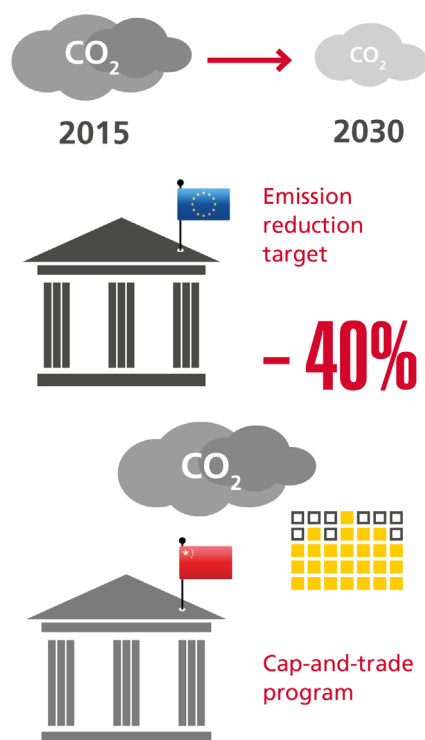 CO₂
CO₂
2015
2030
Emission
reduction
target
– 40%
CO₂
Cap-and-trade
program